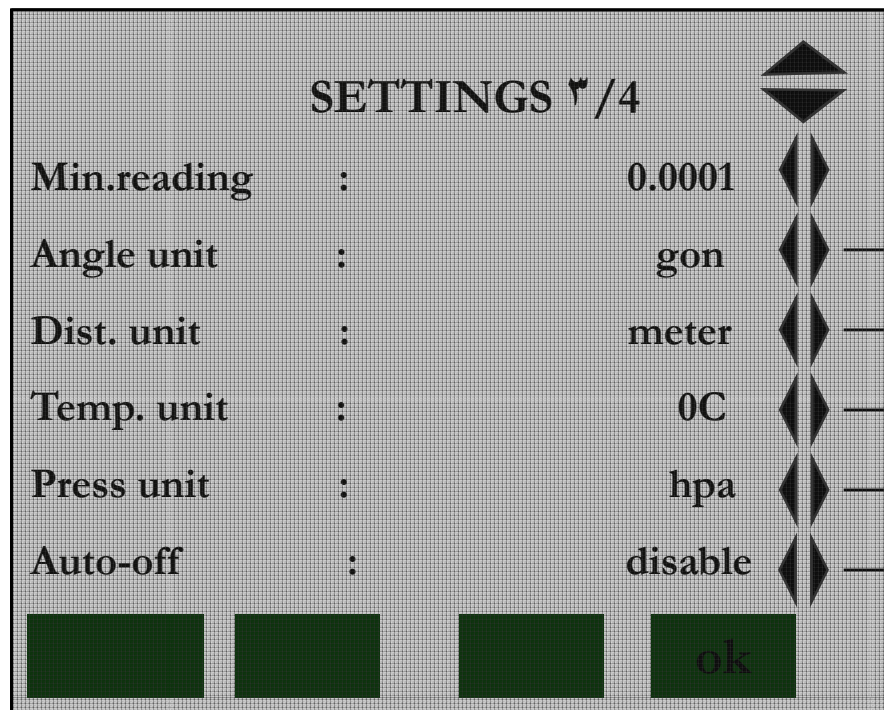 SETTINGS ۳/4
Min.reading : 0.0001
Angle unit : gon
Dist. unit : meter
Temp. unit : 0C
Press unit : hpa
Auto-off : disable
ok